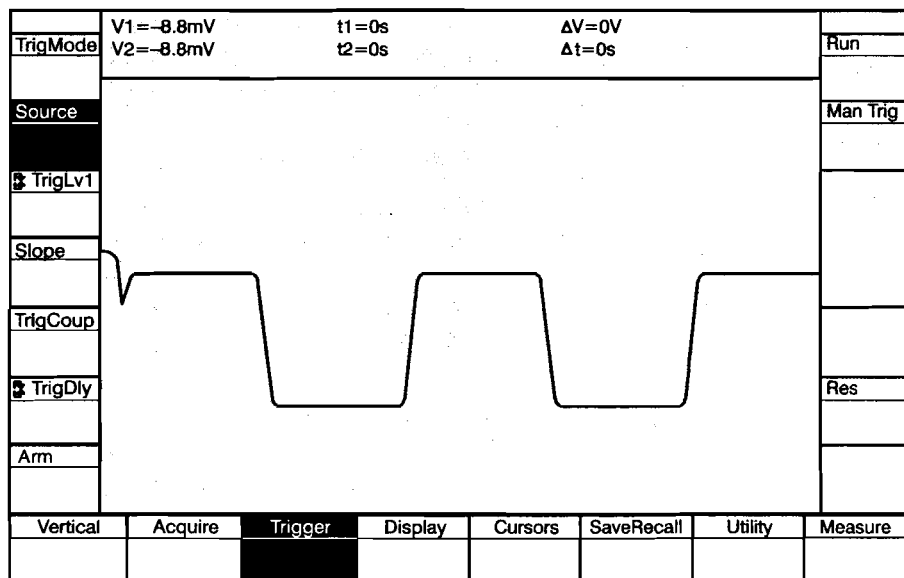 V1=–8.8mV t1=0s ΔV=0V
V2=–8.8mV t2=0s Δt=0s
TrigMode
Source
TrigLv1
Slope
TrigCoup
TrigDly
Arm
Run
Man Trig
Res
Vertical Acquire Trigger Display Cursors SaveRecall Utility Measure